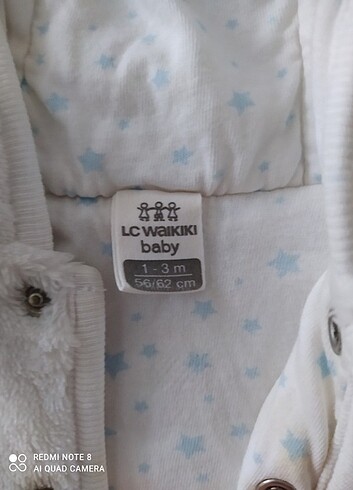 LC WAIKIKI
baby
1 - 3 m
56/62 cm
REDMI NOTE 8
AI QUAD CAMERA